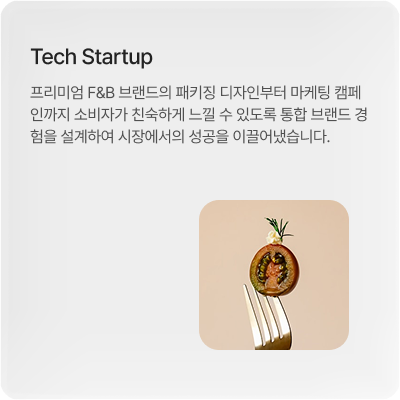 Tech Startup
프리미엄 F&B 브랜드의 패키징 디자인부터 마케팅 캠페
인까지 소비자가 친숙하게 느낄 수 있도록 통합 브랜드 경
험을 설계하여 시장에서의 성공을 이끌어냈습니다.